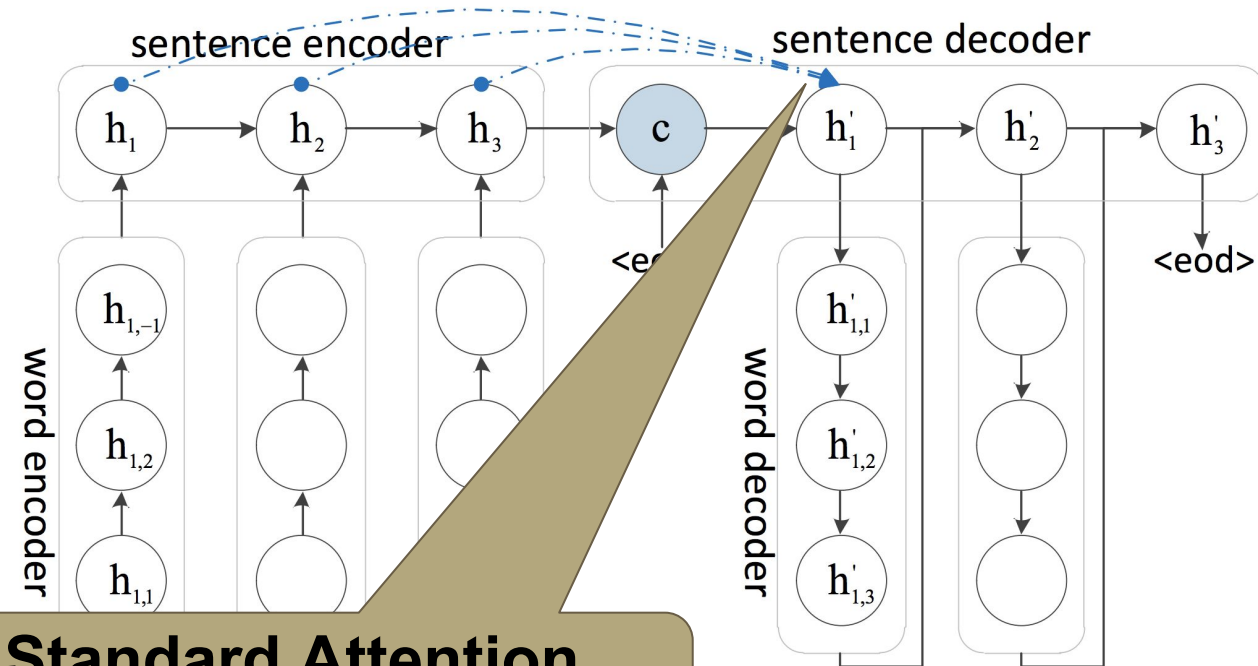 sentence encoder
sentence decoder
h₁
h₂
h₃
c
h'₁
h'₂
h'₃
<eod>
h₁,₋₁
h'₁,₁
word encoder
word decoder
h₁,₂
h'₁,₂
h₁,₁
h'₁,₃
Standard Attention